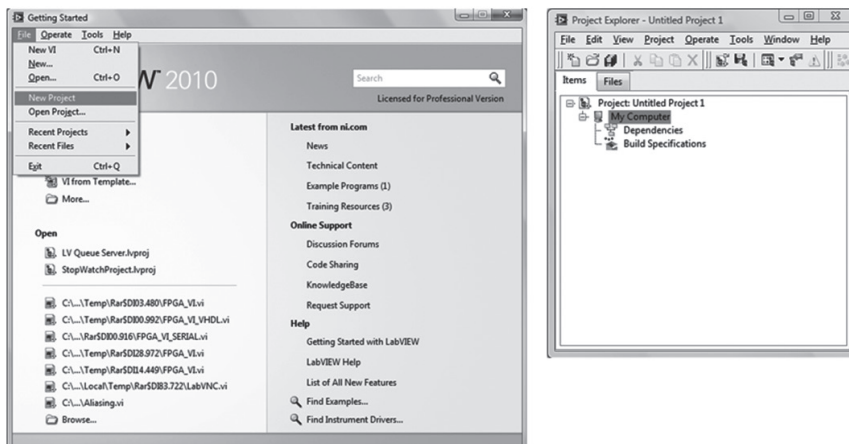 Getting Started
File Operate Tools Help
New VI Ctrl+N
New...
Open... Ctrl+O
New Project
Open Project...
Recent Projects
Recent Files
Exit Ctrl+Q
W 2010
Search
Licensed for Professional Version
VI from Template...
More...
Open
LV Queue Server.lvproj
StopWatchProject.lvproj
C:\...\Temp\Rar$DI03.480\FPGA_VI.vi
C:\...\Temp\Rar$DI00.992\FPGA_VI_VHDL.vi
C:\...\Rar$DI00.916\FPGA_VI_SERIAL.vi
C:\...\Temp\Rar$DI28.972\FPGA_VI.vi
C:\...\Temp\Rar$DI14.449\FPGA_VI.vi
C:\...\Local\Temp\Rar$DI83.722\LabVNC.vi
C:\...\Aliasing.vi
Browse...
Latest from ni.com
News
Technical Content
Example Programs (1)
Training Resources (3)
Online Support
Discussion Forums
Code Sharing
KnowledgeBase
Request Support
Help
Getting Started with LabVIEW
LabVIEW Help
List of All New Features
Find Examples...
Find Instrument Drivers...
Project Explorer - Untitled Project 1
File Edit View Project Operate Tools Window Help
Items Files
Project: Untitled Project 1
My Computer
Dependencies
Build Specifications